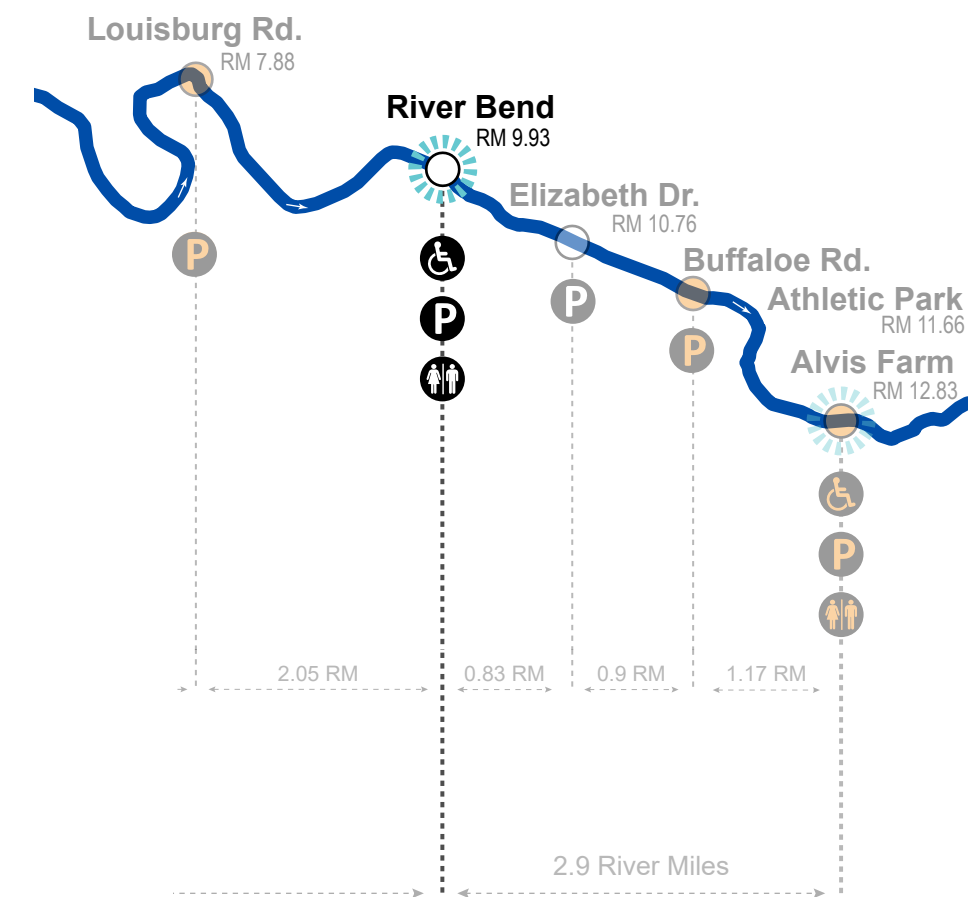 Louisburg Rd.
RM 7.88
River Bend
RM 9.93
Elizabeth Dr.
RM 10.76
Buffaloe Rd.
Athletic Park
RM 11.66
Alvis Farm
RM 12.83
P
P
P
P
P
2.05 RM
0.83 RM
0.9 RM
1.17 RM
2.9 River Miles